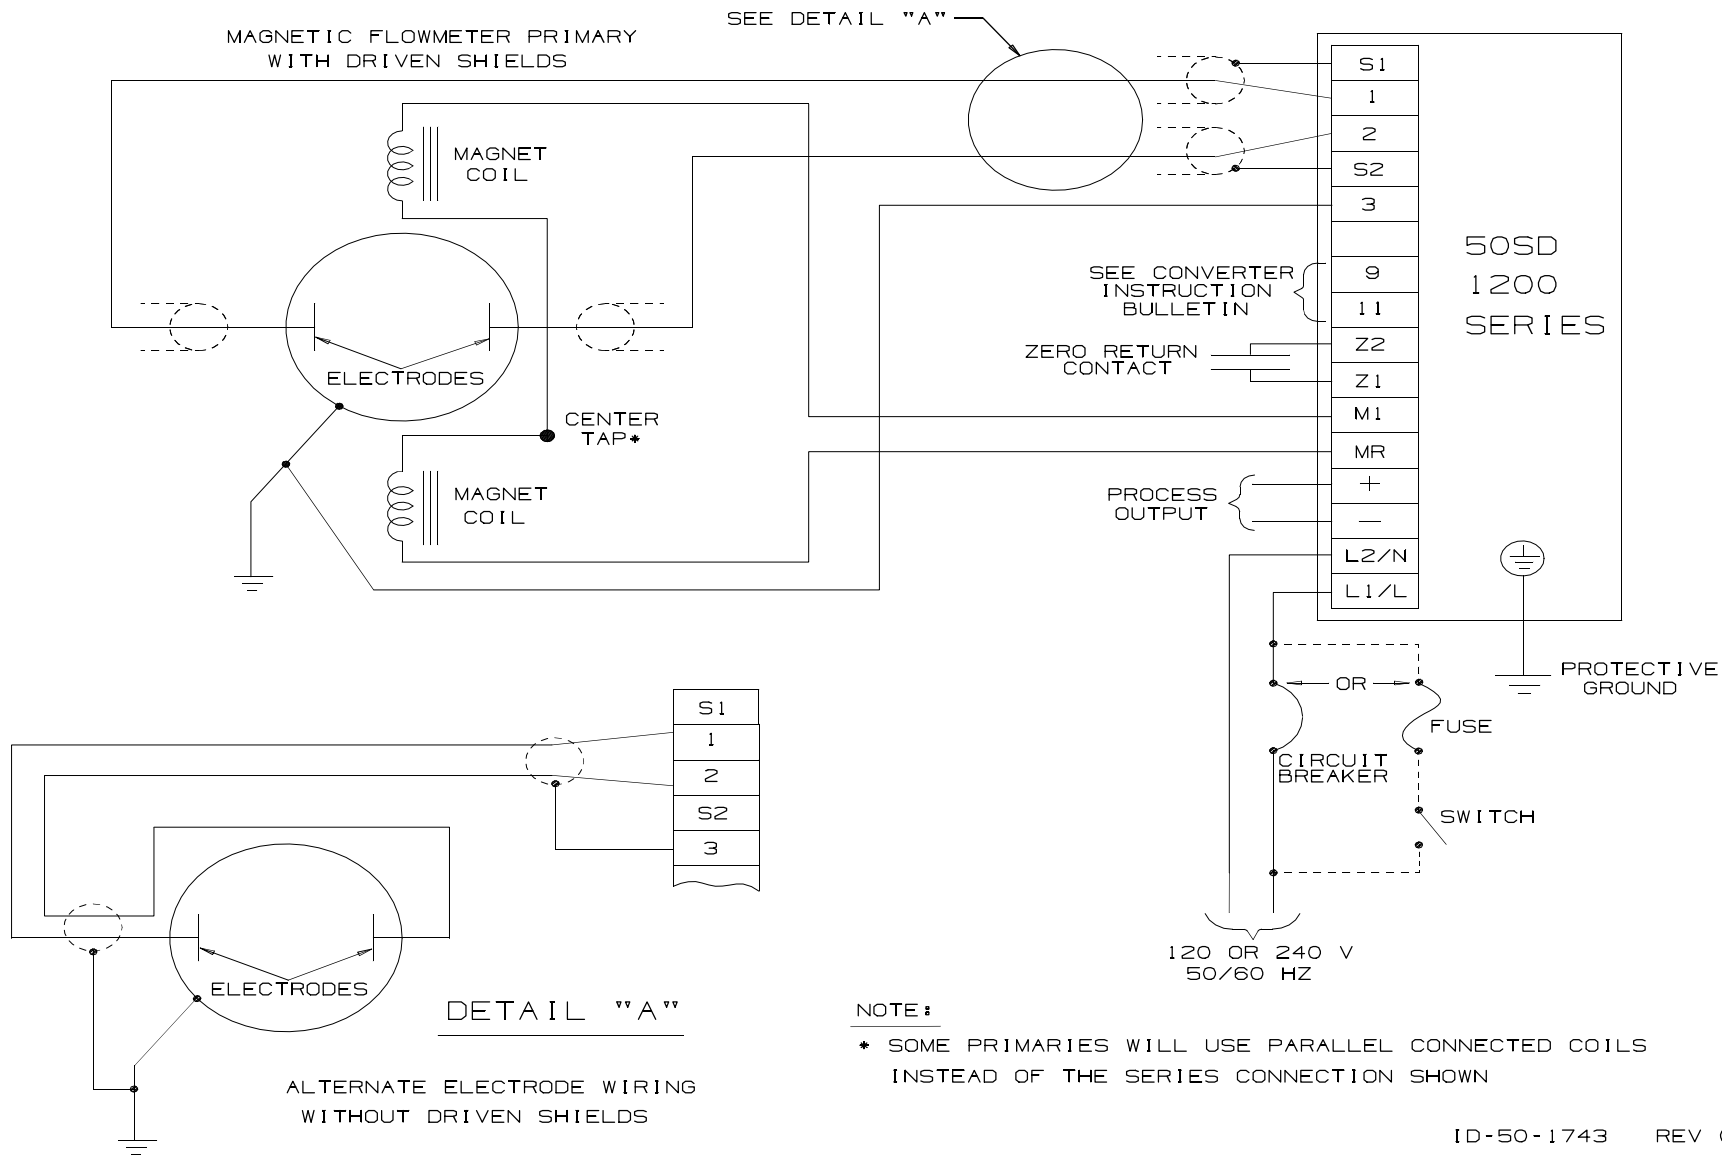 SEE DETAIL "A"
MAGNETIC FLOWMETER PRIMARY
WITH DRIVEN SHIELDS
MAGNET
COIL
ELECTRODES
CENTER
TAP*
MAGNET
COIL
S1
1
2
S2
3
9
11
Z2
Z1
M1
MR
+
—
L2/N
L1/L
50SD
1200
SERIES
SEE CONVERTER
INSTRUCTION
BULLETIN
ZERO RETURN
CONTACT
PROCESS
OUTPUT
PROTECTIVE
GROUND
OR
FUSE
CIRCUIT
BREAKER
SWITCH
120 OR 240 V
50/60 HZ
S1
1
2
S2
3
ELECTRODES
DETAIL "A"
ALTERNATE ELECTRODE WIRING
WITHOUT DRIVEN SHIELDS
NOTE:
* SOME PRIMARIES WILL USE PARALLEL CONNECTED COILS
INSTEAD OF THE SERIES CONNECTION SHOWN
ID-50-1743 REV